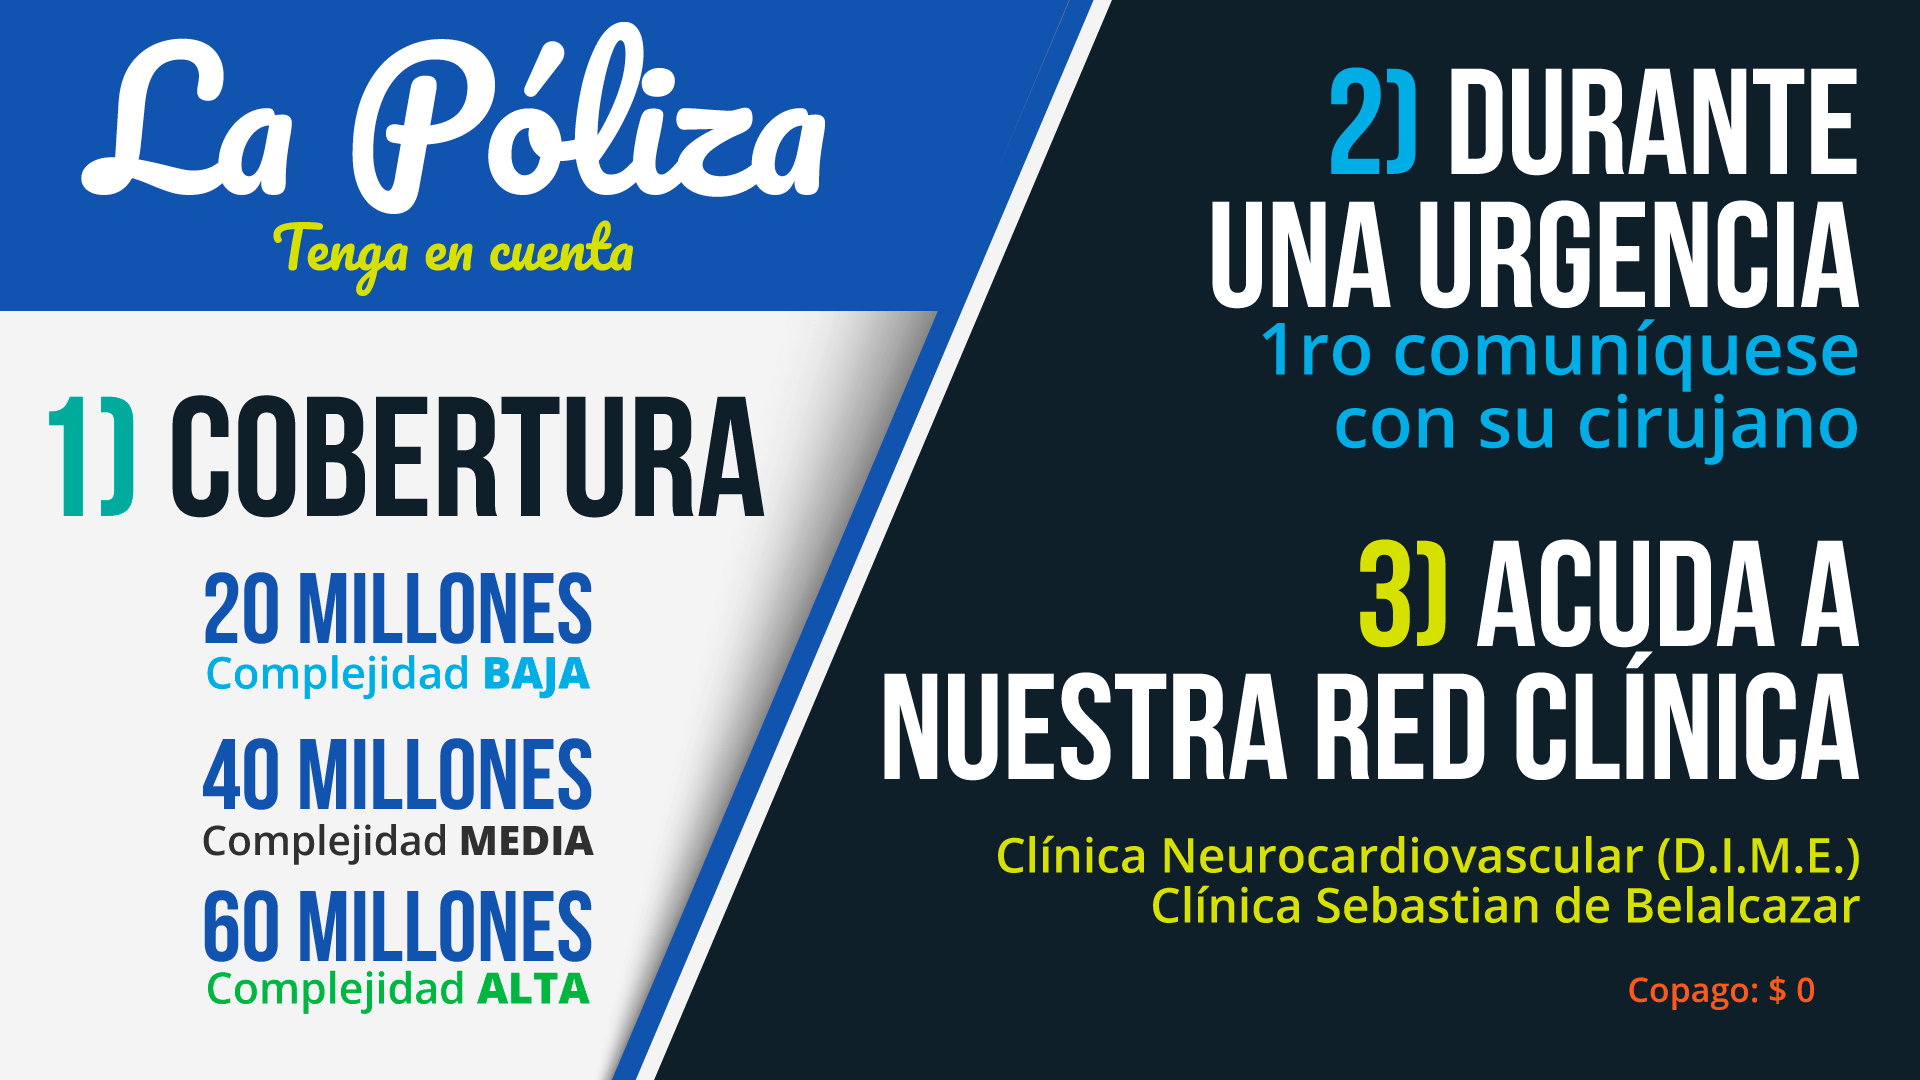 La Póliza
Tenga en cuenta
1) COBERTURA
20 MILLONES
Complejidad BAJA
40 MILLONES
Complejidad MEDIA
60 MILLONES
Complejidad ALTA
2) DURANTE
UNA URGENCIA
1ro comuníquese
con su cirujano
3) ACUDA A
NUESTRA RED CLÍNICA
Clínica Neurocardiovascular (D.I.M.E.)
Clínica Sebastian de Belalcazar
Copago: $ 0